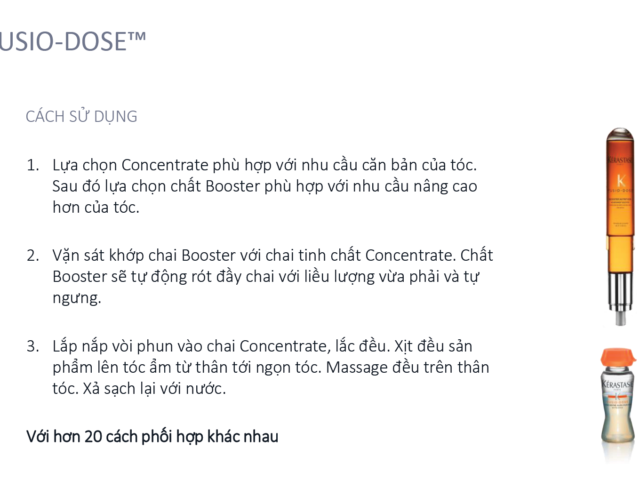 USIO-DOSE™
CÁCH SỬ DỤNG
1. Lựa chọn Concentrate phù hợp với nhu cầu căn bản của tóc.
Sau đó lựa chọn chất Booster phù hợp với nhu cầu nâng cao
hơn của tóc.
2. Vặn sát khớp chai Booster với chai tinh chất Concentrate. Chất
Booster sẽ tự động rót đầy chai với liều lượng vừa phải và tự
ngưng.
3. Lắp nắp vòi phun vào chai Concentrate, lắc đều. Xịt đều sản
phẩm lên tóc ẩm từ thân tới ngọn tóc. Massage đều trên thân
tóc. Xả sạch lại với nước.
Với hơn 20 cách phối hợp khác nhau
KÉRASTAS
K
KÉRASTAS